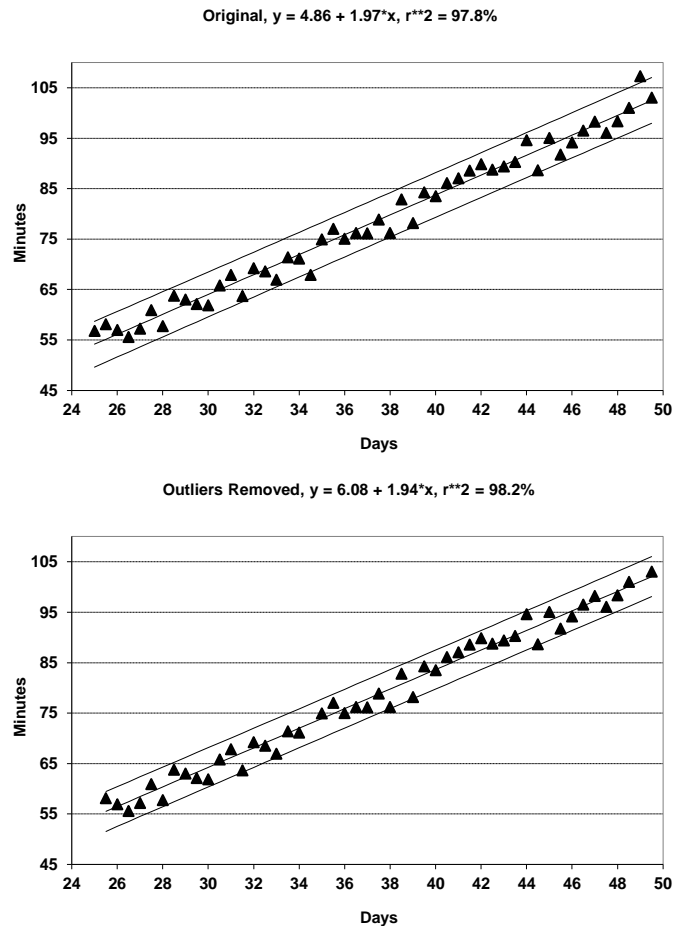 Original, y = 4.86 + 1.97*x, r**2 = 97.8%
105
95
85
75
65
55
45
Minutes
24 26 28 30 32 34 36 38 40 42 44 46 48 50
Days
Outliers Removed, y = 6.08 + 1.94*x, r**2 = 98.2%
105
95
85
75
65
55
45
Minutes
24 26 28 30 32 34 36 38 40 42 44 46 48 50
Days